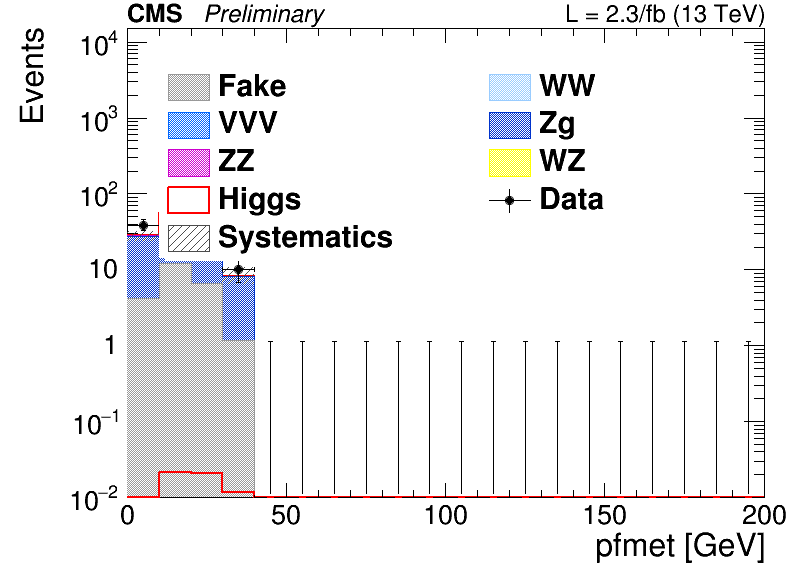 CMS Preliminary L = 2.3/fb (13 TeV)
Events
10^4
10^3
10^2
10
1
10^−1
10^−2
Fake WW
VVV Zg
ZZ WZ
Higgs Data
Systematics
0 50 100 150 200
pfmet [GeV]